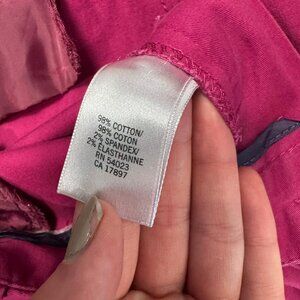 98% COTTON/
98% COTON
2% SPANDEX/
2% ELASTHANNE
RN 54023
CA 17897